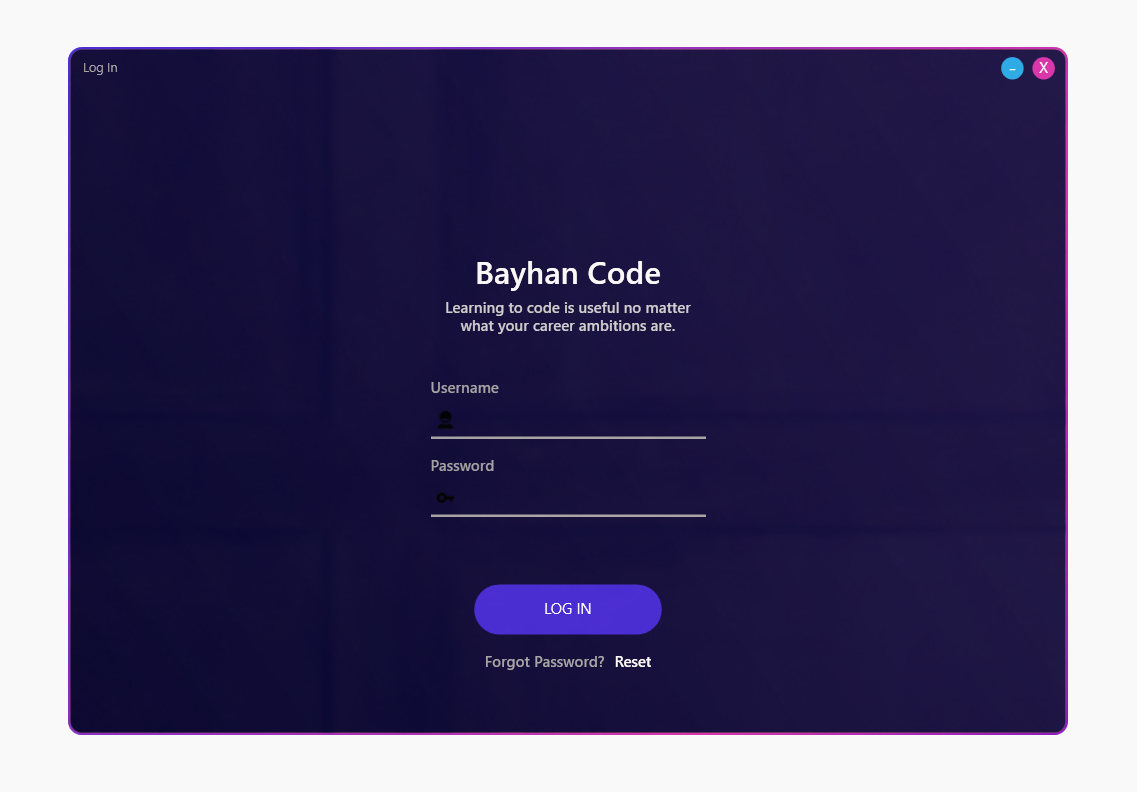 Log In
– X
Bayhan Code
Learning to code is useful no matter
what your career ambitions are.
Username
Password
LOG IN
Forgot Password? Reset